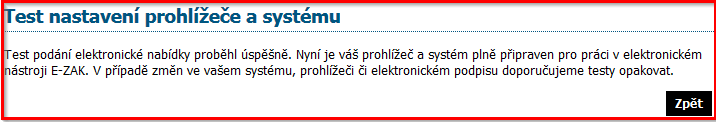 Test nastavení prohlížeče a systému
Test podání elektronické nabídky proběhl úspěšně. Nyní je váš prohlížeč a systém plně připraven pro práci v elektronickém
nástroji E-ZAK. V případě změn ve vašem systému, prohlížeči či elektronickém podpisu doporučujeme testy opakovat.
Zpět